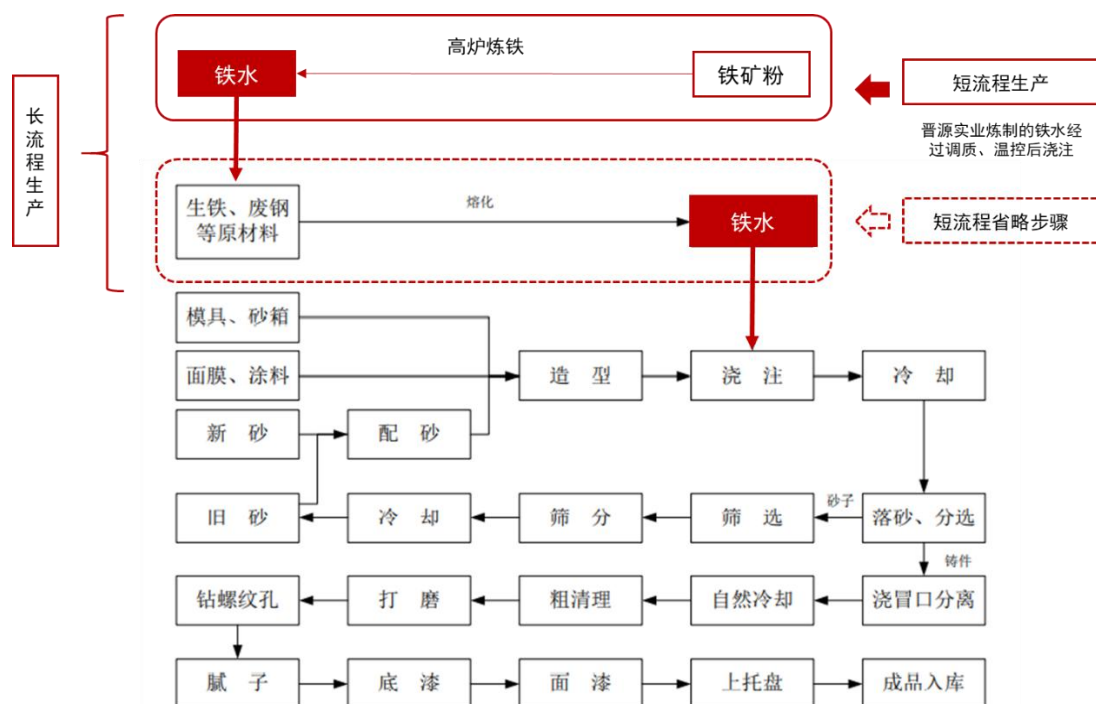 高炉炼铁
铁水
铁矿粉
短流程生产
晋源实业炼制的铁水经
过调质、温控后浇注
长流程生产
生铁、废钢
等原材料
熔化
铁水
短流程省略步骤
模具、砂箱
面膜、涂料
造 型
浇 注
冷 却
新 砂
配 砂
旧 砂
冷 却
筛 分
筛 选
砂子
落砂、分选
铸件
钻螺纹孔
打 磨
粗清理
自然冷却
浇冒口分离
腻 子
底 漆
面 漆
上托盘
成品入库